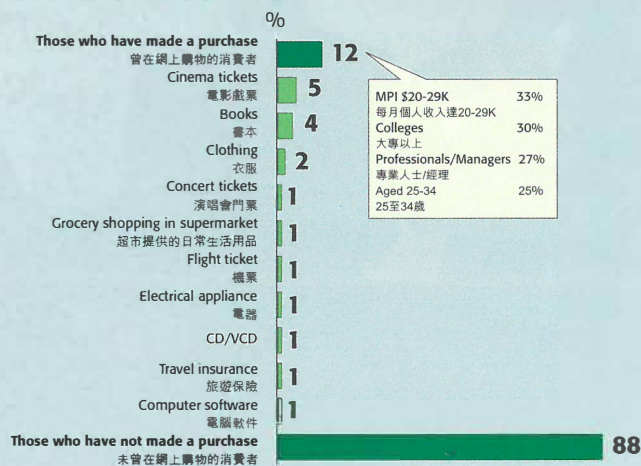 %
Those who have made a purchase 12
曾在網上購物的消費者
Cinema tickets 5
電影戲票
Books 4
書本
Clothing 2
衣服
Concert tickets 1
演唱會門票
Grocery shopping in supermarket 1
超市提供的日常生活用品
Flight ticket 1
機票
Electrical appliance 1
電器
CD/VCD 1
Travel insurance 1
旅遊保險
Computer software 1
電腦軟件
Those who have not made a purchase 88
未曾在網上購物的消費者
MPI $20-29K 33%
每月個人收入達20-29K
Colleges 30%
大專以上
Professionals/Managers 27%
專業人士/經理
Aged 25-34 25%
25至34歲